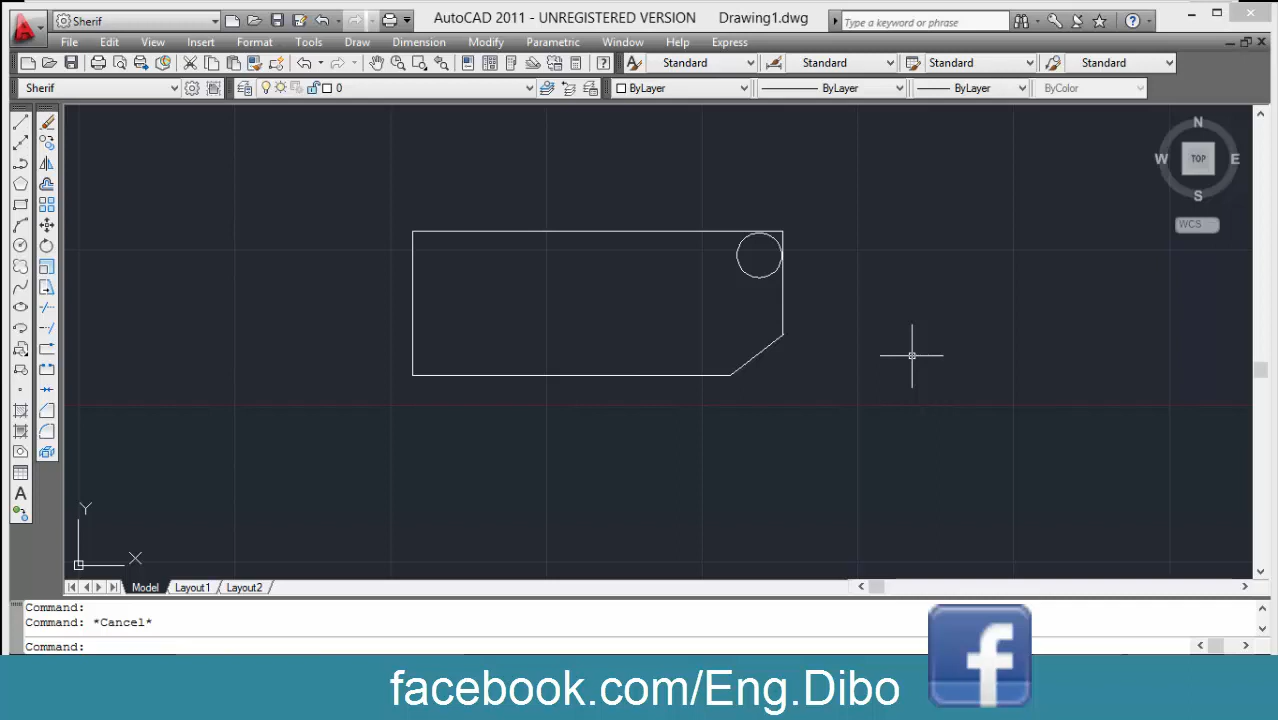 Sherif
AutoCAD 2011 - UNREGISTERED VERSION Drawing1.dwg
Type a keyword or phrase
File Edit View Insert Format Tools Draw Dimension Modify Parametric Window Help Express
Standard Standard Standard Standard
Sherif 0 ByLayer ByLayer ByLayer ByColor
N
W TOP E
S
WCS
A
Y
X
Model Layout1 Layout2
Command:
Command: *Cancel*
Command:
f
facebook.com/Eng.Dibo